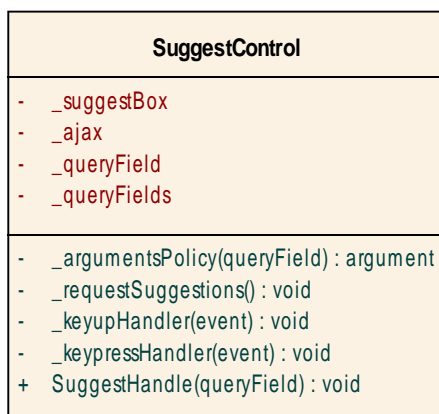 SuggestControl
- _suggestBox
- _ajax
- _queryField
- _queryFields
- _argumentsPolicy(queryField) : argument
- _requestSuggestions() : void
- _keyupHandler(event) : void
- _keypressHandler(event) : void
+ SuggestHandle(queryField) : void